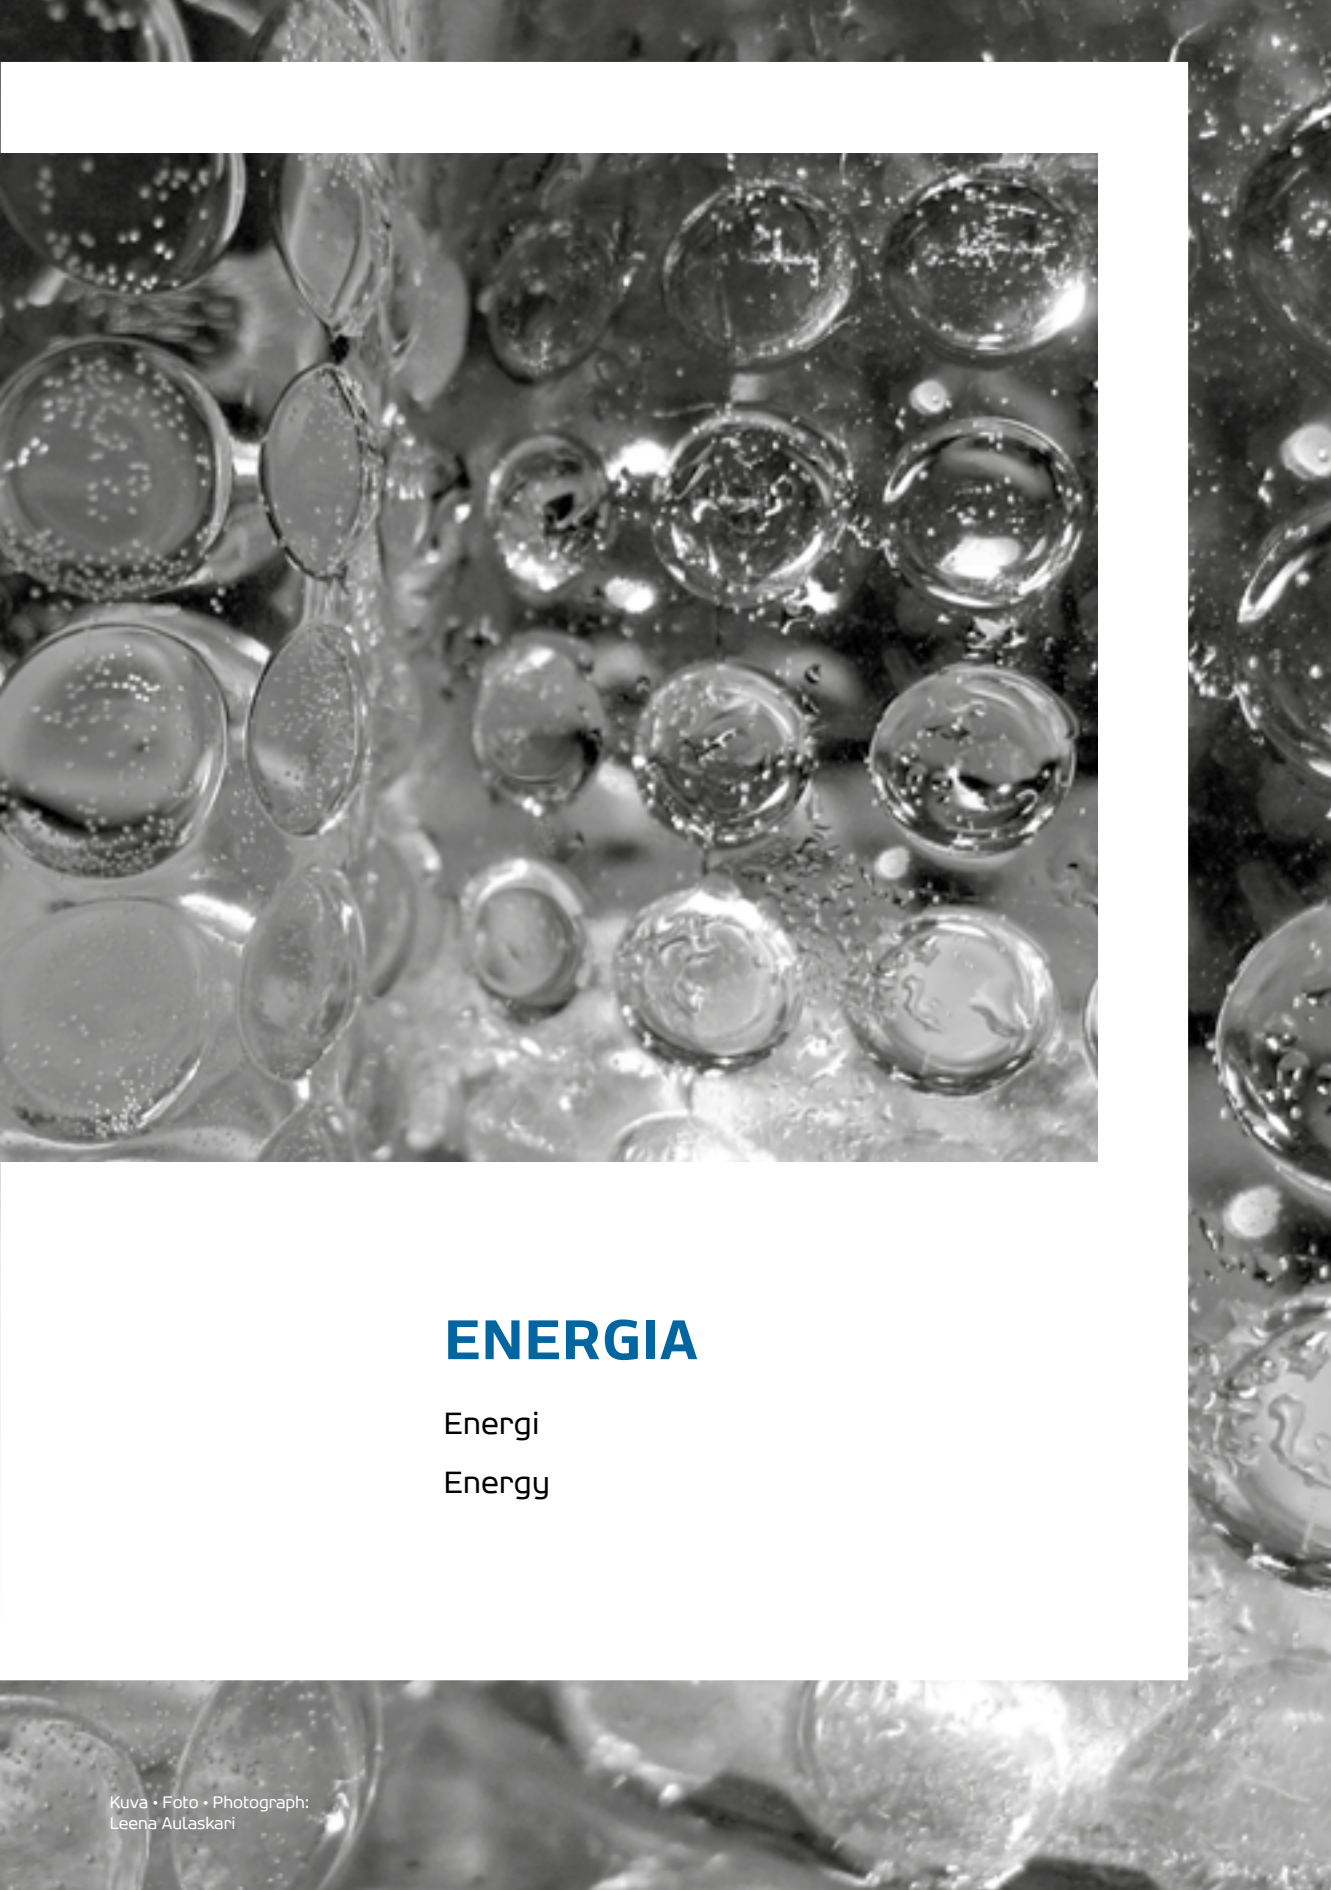 ENERGIA
Energi
Energy
Kuva • Foto • Photograph:
Leena Aulaskari